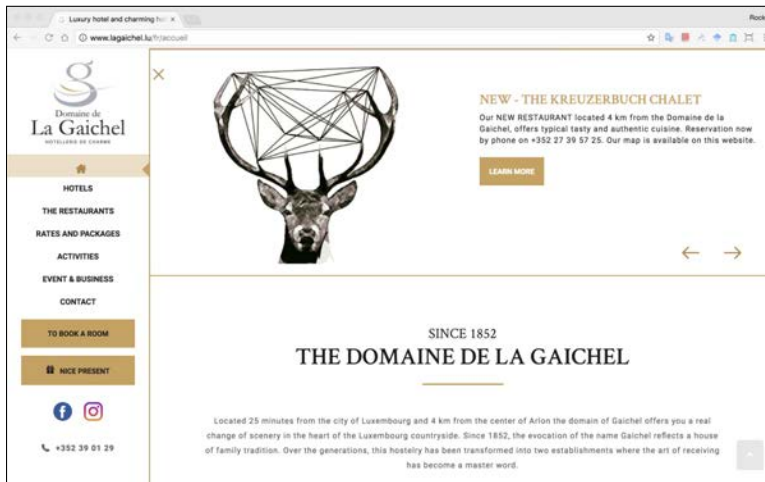 Luxury hotel and charming hot
Rock
www.lagaichel.lu/fr/accueil
Domaine de
La Gaichel
HOTELLERIE DE CHARME
HOTELS
THE RESTAURANTS
RATES AND PACKAGES
ACTIVITIES
EVENT & BUSINESS
CONTACT
TO BOOK A ROOM
NICE PRESENT
+352 39 01 29
NEW - THE KREUZERBUCH CHALET
Our NEW RESTAURANT located 4 km from the Domaine de la
Gaichel, offers typical tasty and authentic cuisine. Reservation now
by phone on +352 27 39 57 25. Our map is available on this website.
LEARN MORE
SINCE 1852
THE DOMAINE DE LA GAICHEL
Located 25 minutes from the city of Luxembourg and 4 km from the center of Arlon the domain of Gaichel offers you a real
change of scenery in the heart of the Luxembourg countryside. Since 1852, the evocation of the name Gaichel reflects a house
of family tradition. Over the generations, this hostelry has been transformed into two establishments where the art of receiving
has become a master word.